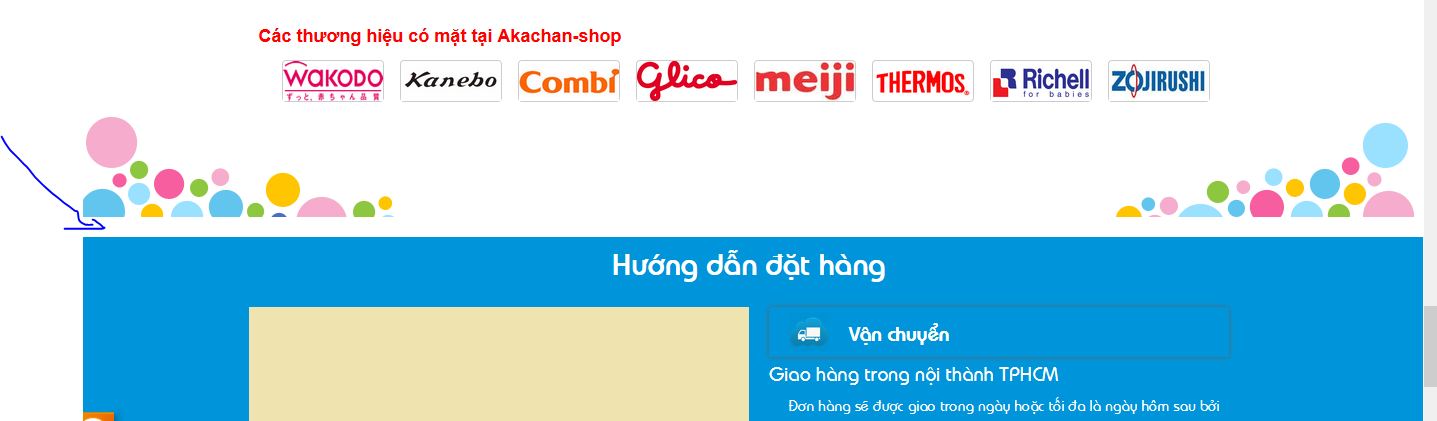 Các thương hiệu có mặt tại Akachan-shop
WAKODO Kanebo Combi Glico meiji THERMOS® Richell ZOJIRUSHI
ずっと、赤ちゃん品質 for babies
Hướng dẫn đặt hàng
Vận chuyển
Giao hàng trong nội thành TPHCM
Đơn hàng sẽ được giao trong ngày hoặc tối đa là ngày hôm sau bởi